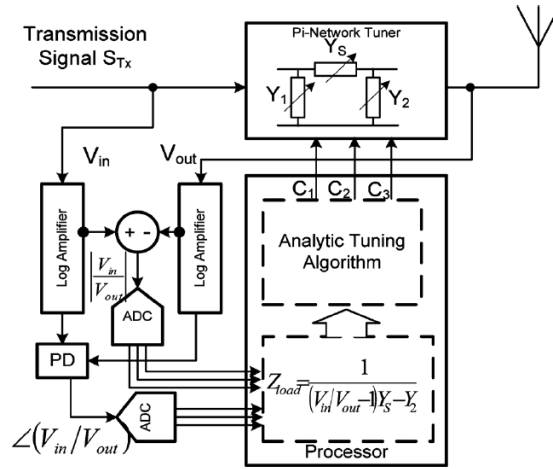 Transmission
Signal S_Tx
Pi-Network Tuner
Y_S
Y_1
Y_2
V_in
V_out
C_1 C_2 C_3
Log Amplifier
+ -
Log Amplifier
|V_in/V_out|
ADC
Analytic Tuning
Algorithm
PD
Z_load = 1/((V_in/V_out-1)Y_S-Y_2)
ADC
∠(V_in/V_out)
Processor